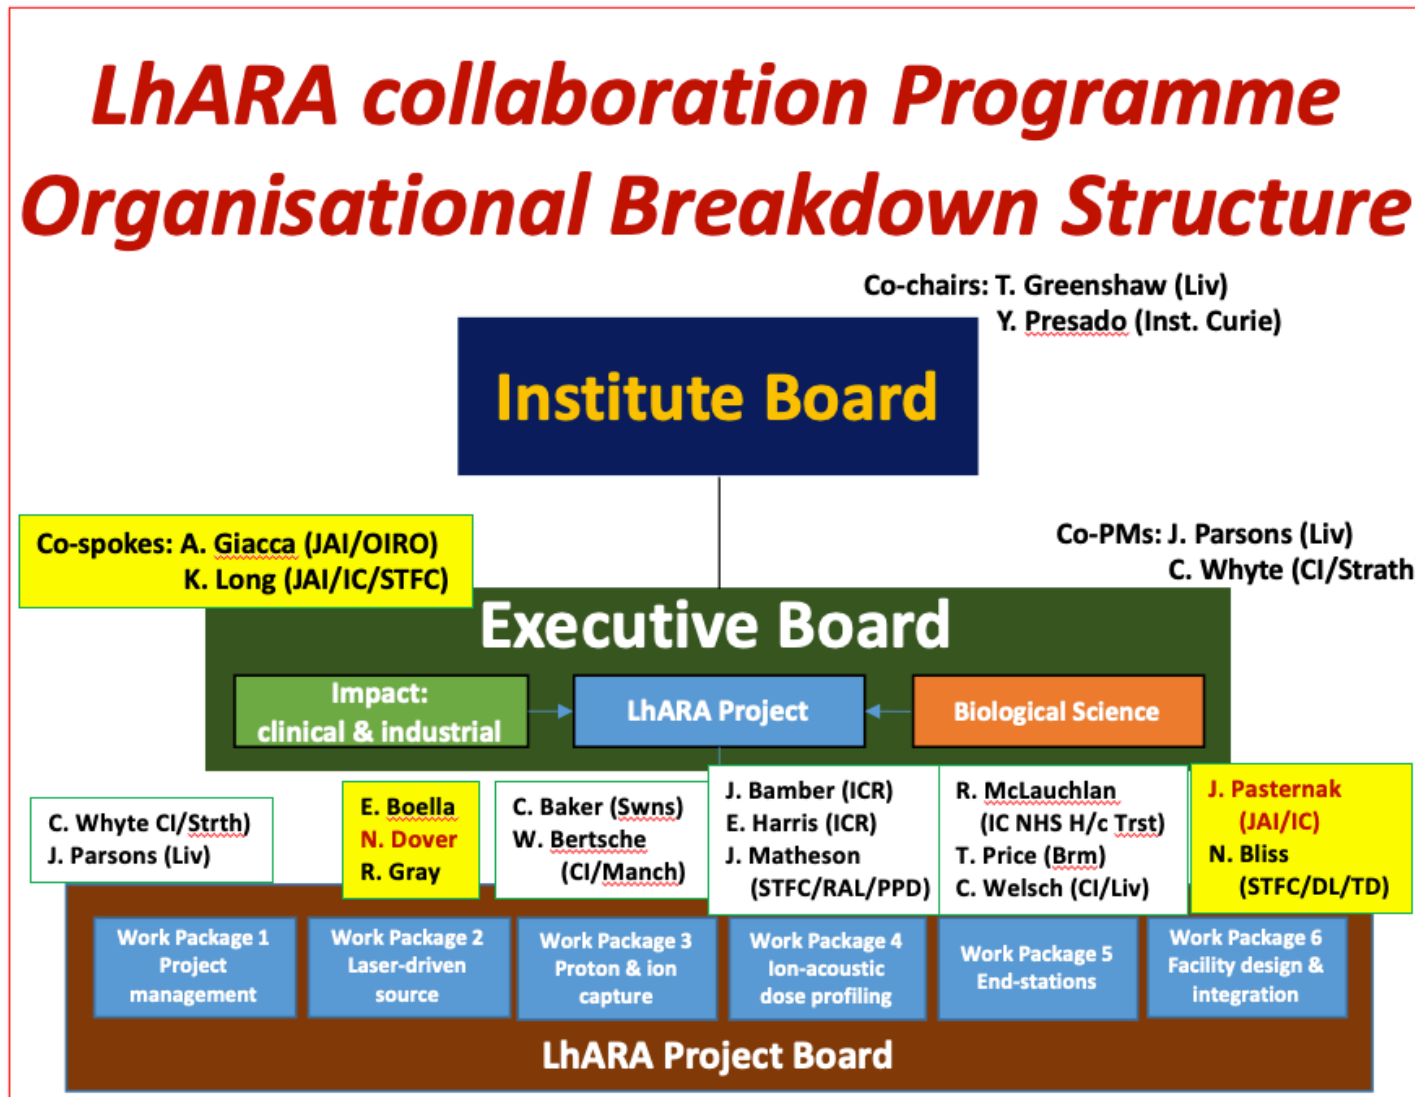 LhARA collaboration Programme
Organisational Breakdown Structure
Co-chairs: T. Greenshaw (Liv)
Y. Presado (Inst. Curie)
Institute Board
Co-spokes: A. Giacca (JAI/OIRO)
K. Long (JAI/IC/STFC)
Co-PMs: J. Parsons (Liv)
C. Whyte (CI/Strath
Executive Board
Impact:
clinical & industrial
LhARA Project
Biological Science
C. Whyte CI/Strth)
J. Parsons (Liv)
E. Boella
N. Dover
R. Gray
C. Baker (Swns)
W. Bertsche
(CI/Manch)
J. Bamber (ICR)
E. Harris (ICR)
J. Matheson
(STFC/RAL/PPD)
R. McLauchlan
(IC NHS H/c Trst)
T. Price (Brm)
C. Welsch (CI/Liv)
J. Pasternak
(JAI/IC)
N. Bliss
(STFC/DL/TD)
Work Package 1
Project
management
Work Package 2
Laser-driven
source
Work Package 3
Proton & ion
capture
Work Package 4
Ion-acoustic
dose profiling
Work Package 5
End-stations
Work Package 6
Facility design &
integration
LhARA Project Board